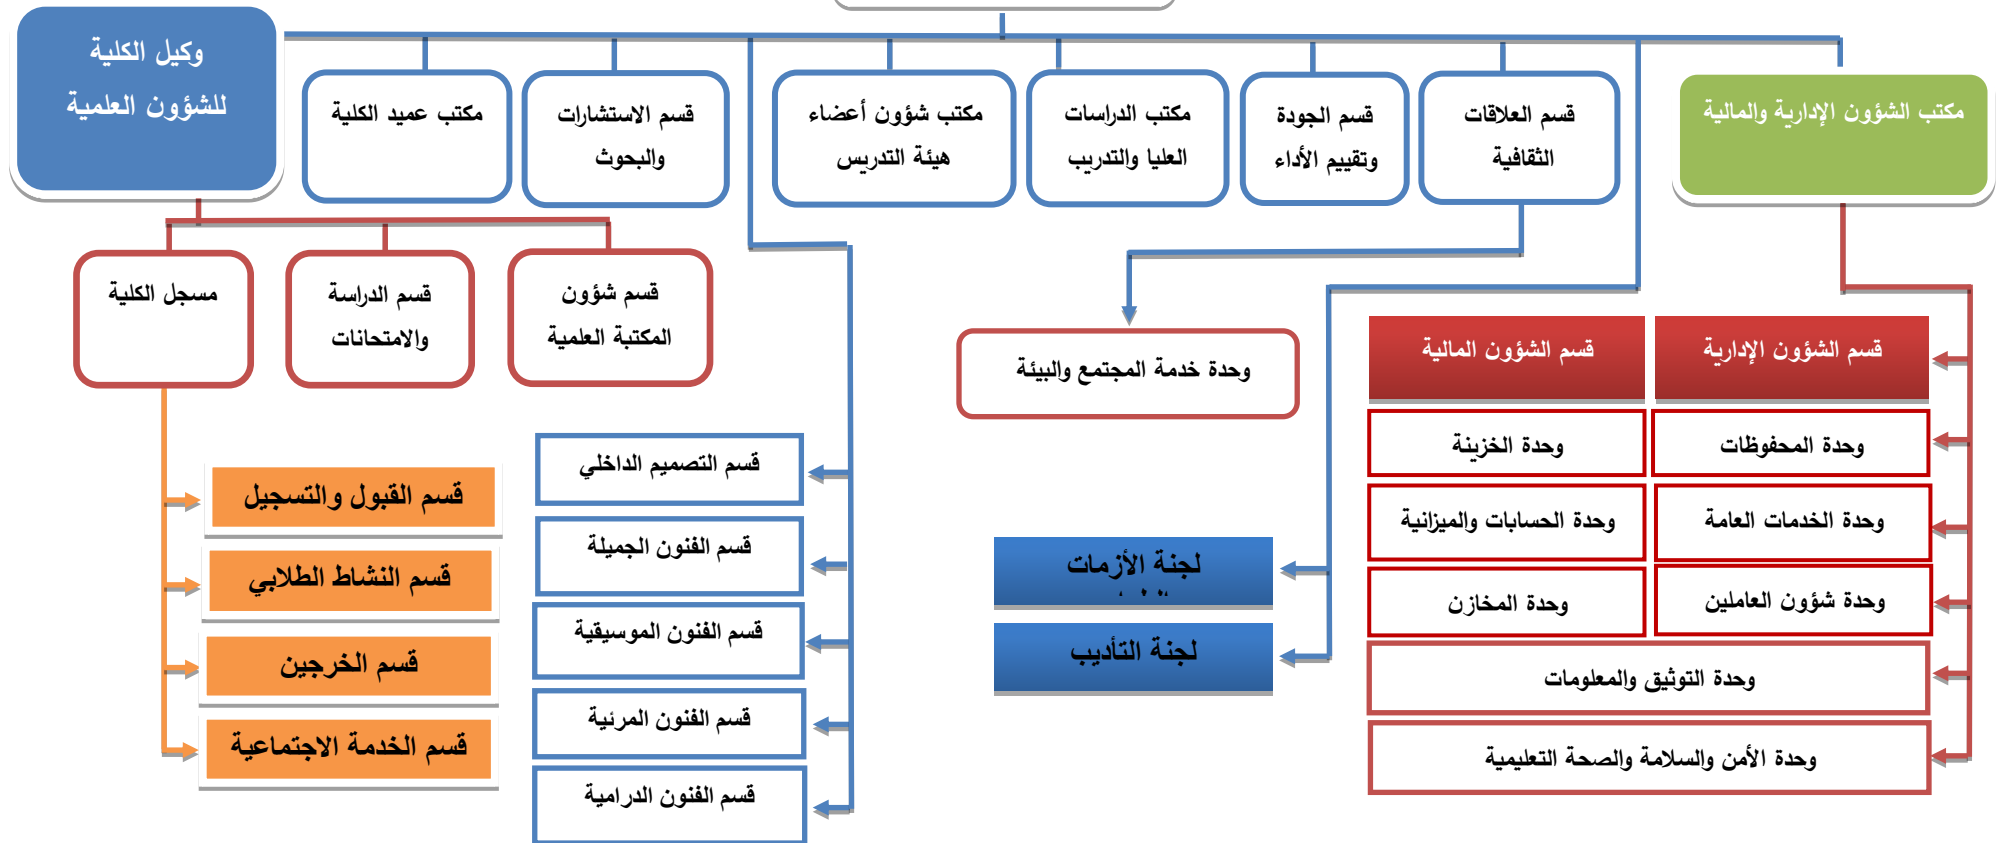 وكيل الكلية
للشؤون العلمية
مكتب عميد الكلية
قسم الاستشارات
والبحوث
مكتب شؤون أعضاء
هيئة التدريس
مكتب الدراسات
العليا والتدريب
قسم الجودة
وتقييم الأداء
قسم العلاقات
الثقافية
مكتب الشؤون الإدارية والمالية
مسجل الكلية
قسم الدراسة
والامتحانات
قسم شؤون
المكتبة العلمية
وحدة خدمة المجتمع والبيئة
قسم الشؤون المالية
قسم الشؤون الإدارية
وحدة الخزينة
وحدة المحفوظات
وحدة الحسابات والميزانية
وحدة الخدمات العامة
وحدة المخازن
وحدة شؤون العاملين
وحدة التوثيق والمعلومات
وحدة الأمن والسلامة والصحة التعليمية
لجنة الأزمات
لجنة التأديب
قسم التصميم الداخلي
قسم الفنون الجميلة
قسم الفنون الموسيقية
قسم الفنون المرئية
قسم الفنون الدرامية
قسم القبول والتسجيل
قسم النشاط الطلابي
قسم الخرجين
قسم الخدمة الاجتماعية